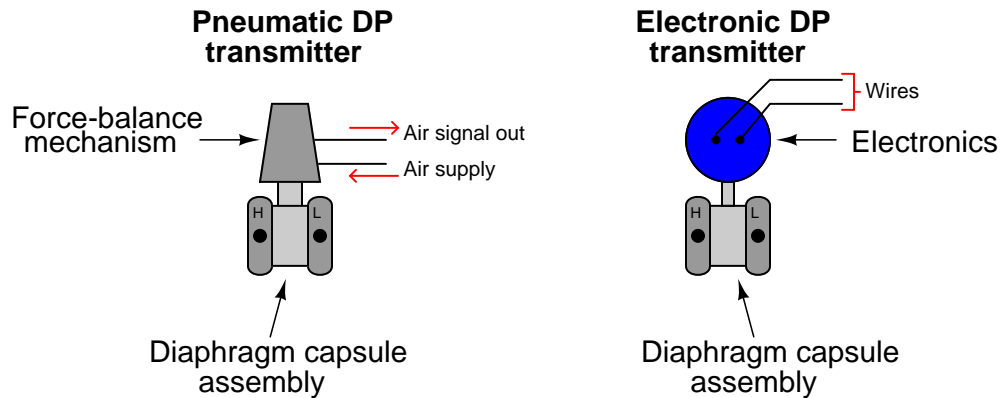 Pneumatic DP
transmitter
Force-balance
mechanism
Air signal out
Air supply
H
L
Diaphragm capsule
assembly
Electronic DP
transmitter
Wires
Electronics
H
L
Diaphragm capsule
assembly